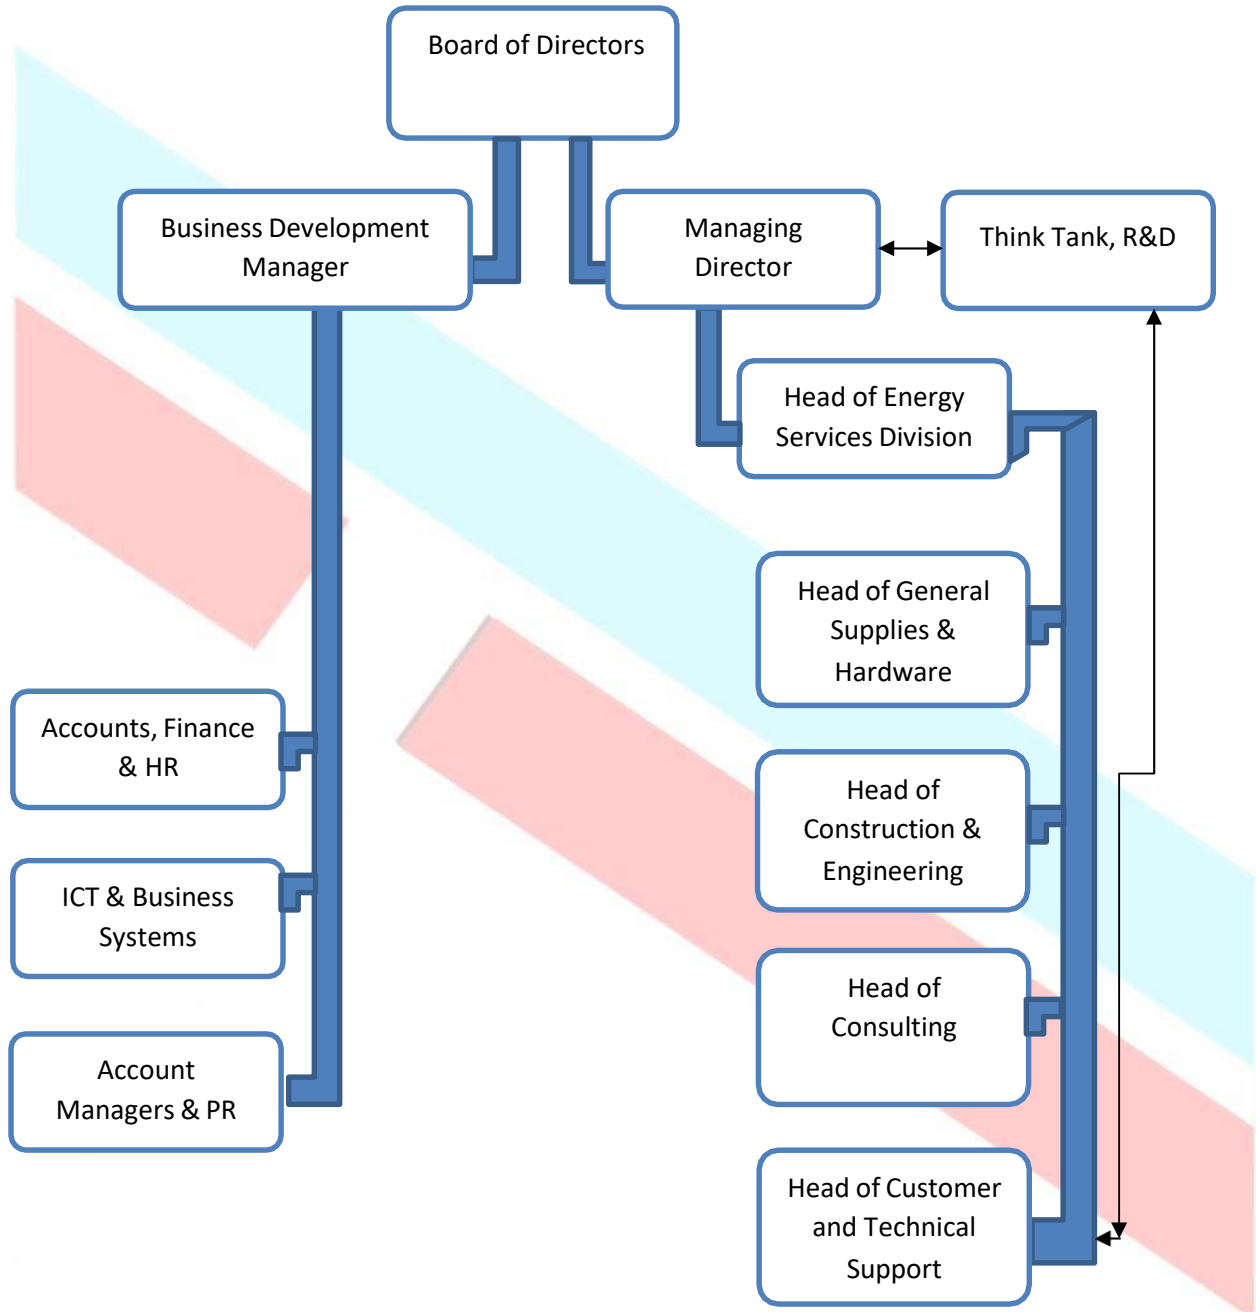 Board of Directors
Business Development
Manager
Managing
Director
Think Tank, R&D
Head of Energy
Services Division
Head of General
Supplies &
Hardware
Accounts, Finance
& HR
Head of
Construction &
Engineering
ICT & Business
Systems
Head of
Consulting
Account
Managers & PR
Head of Customer
and Technical
Support